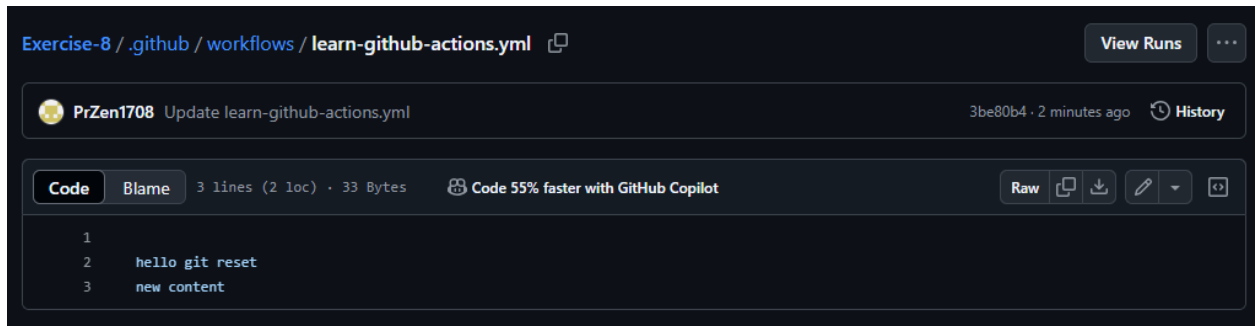 Exercise-8 / .github / workflows / learn-github-actions.yml
View Runs
PrZen1708 Update learn-github-actions.yml
3be80b4 · 2 minutes ago
History
Code
Blame
3 lines (2 loc) · 33 Bytes
Code 55% faster with GitHub Copilot
Raw
1
2 hello git reset
3 new content